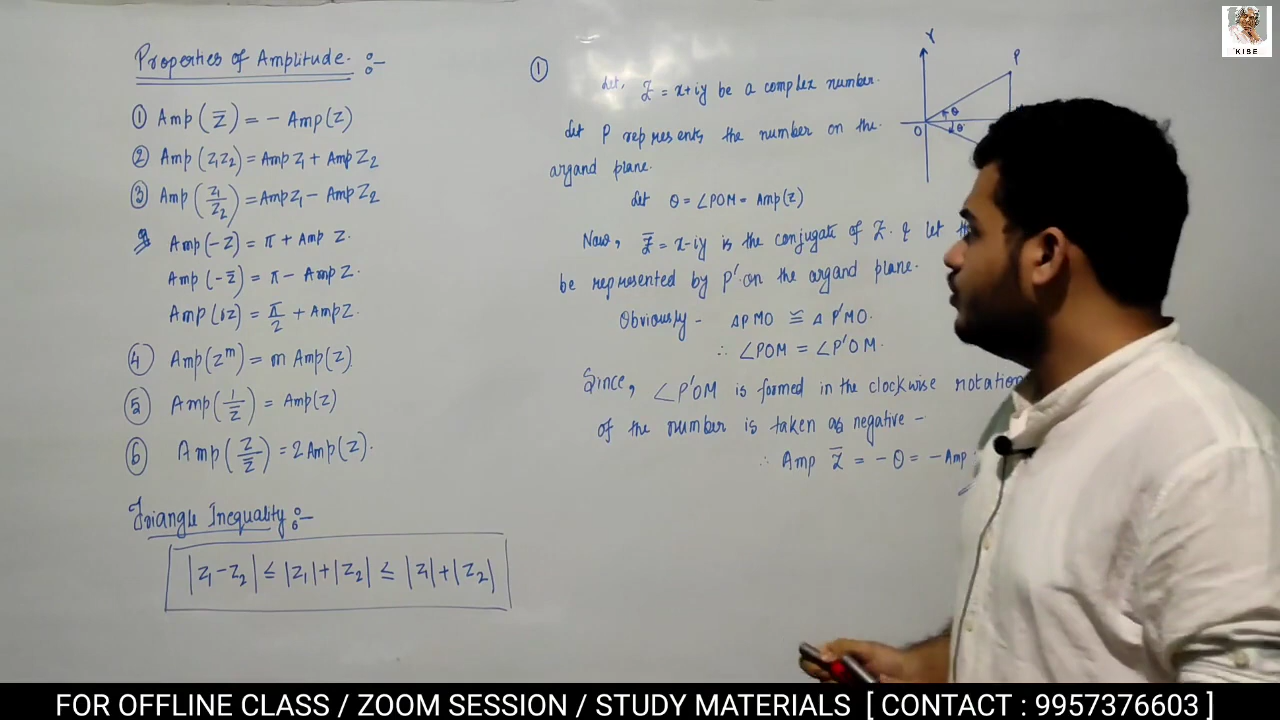 Properties of Amplitude :-
① Amp(z̅) = - Amp(z)
② Amp(z₁z₂) = Amp z₁ + Amp z₂
③ Amp(z₁/z₂) = Amp z₁ - Amp z₂
Amp(-z) = π + Amp z.
Amp(-z̅) = π - Amp z.
Amp(iz) = π/2 + Amp z.
④ Amp(zᵐ) = m Amp(z).
⑤ Amp(1/z̅) = Amp(z)
⑥ Amp(z/z̅) = 2 Amp(z).
Triangle Inequality :-
|z₁ - z₂| ≤ |z₁| + |z₂| ≤ |z₁| + |z₂|
①
Let, z = x+iy be a complex number.
Let P represents the number on the
argand plane.
Let θ = ∠POM = Amp(z)
Now, z̅ = x-iy is the conjugate of z. & let
be represented by P' on the argand plane.
Obviously - ΔPMO ≅ ΔP'MO.
∴ ∠POM = ∠P'OM.
Since, ∠P'OM is formed in the clockwise rotation
of the number is taken as negative -
∴ Amp z̅ = - θ = - Amp
Y
P
θ
O
θ
KISE
FOR OFFLINE CLASS / ZOOM SESSION / STUDY MATERIALS [ CONTACT : 9957376603 ]